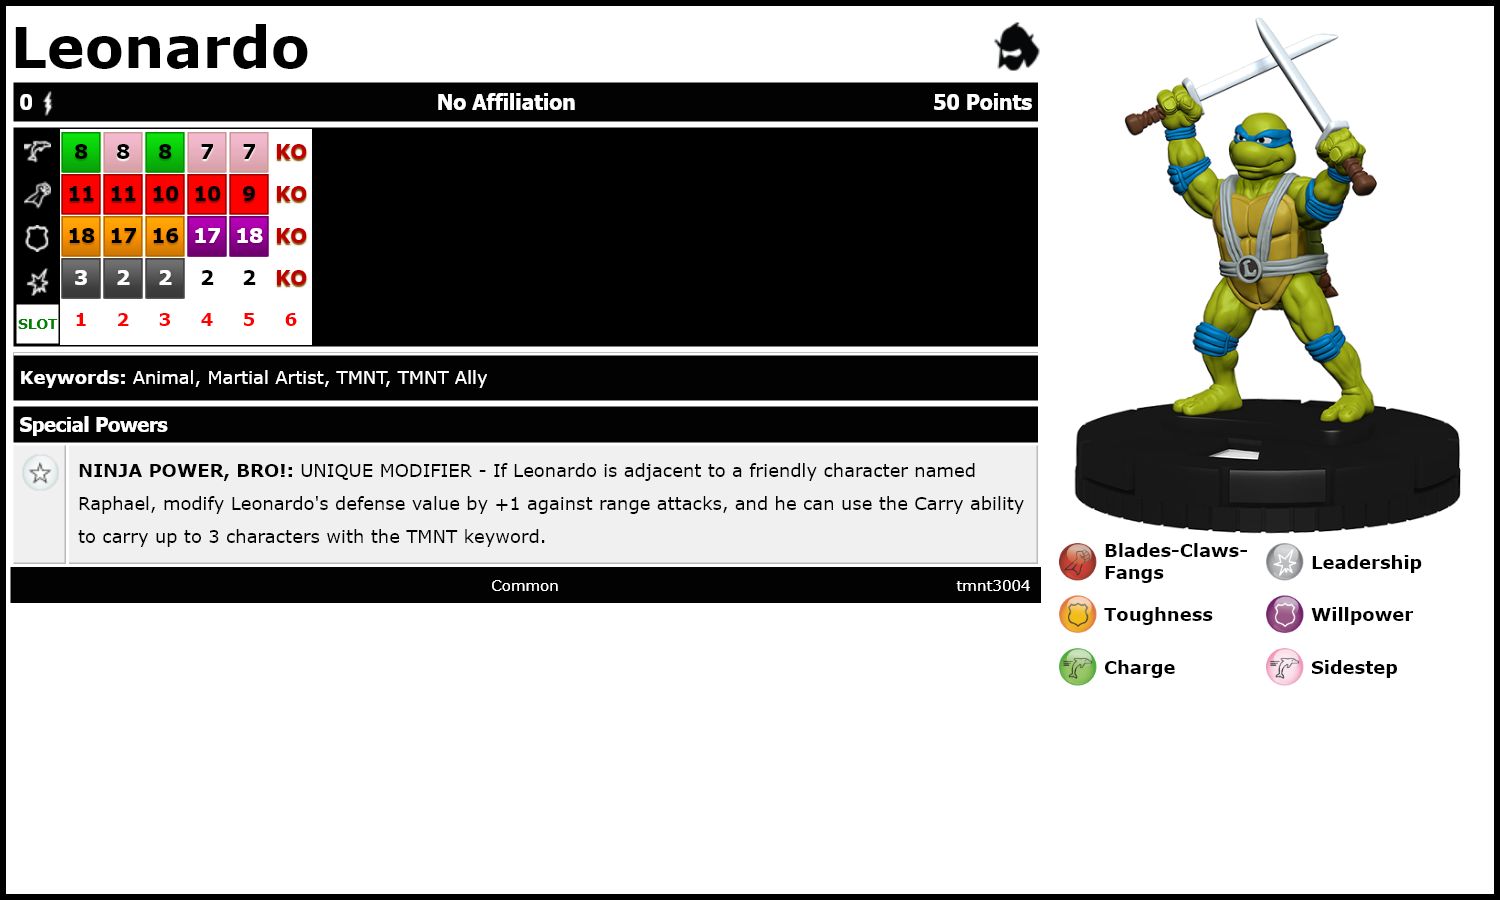 Leonardo
0 No Affiliation 50 Points
8 8 8 7 7 KO
11 11 10 10 9 KO
18 17 16 17 18 KO
3 2 2 2 2 KO
SLOT 1 2 3 4 5 6
Keywords: Animal, Martial Artist, TMNT, TMNT Ally
Special Powers
NINJA POWER, BRO!: UNIQUE MODIFIER - If Leonardo is adjacent to a friendly character named
Raphael, modify Leonardo's defense value by +1 against range attacks, and he can use the Carry ability
to carry up to 3 characters with the TMNT keyword.
Common tmnt3004
L
Blades-Claws-
Fangs
Leadership
Toughness
Willpower
Charge
Sidestep